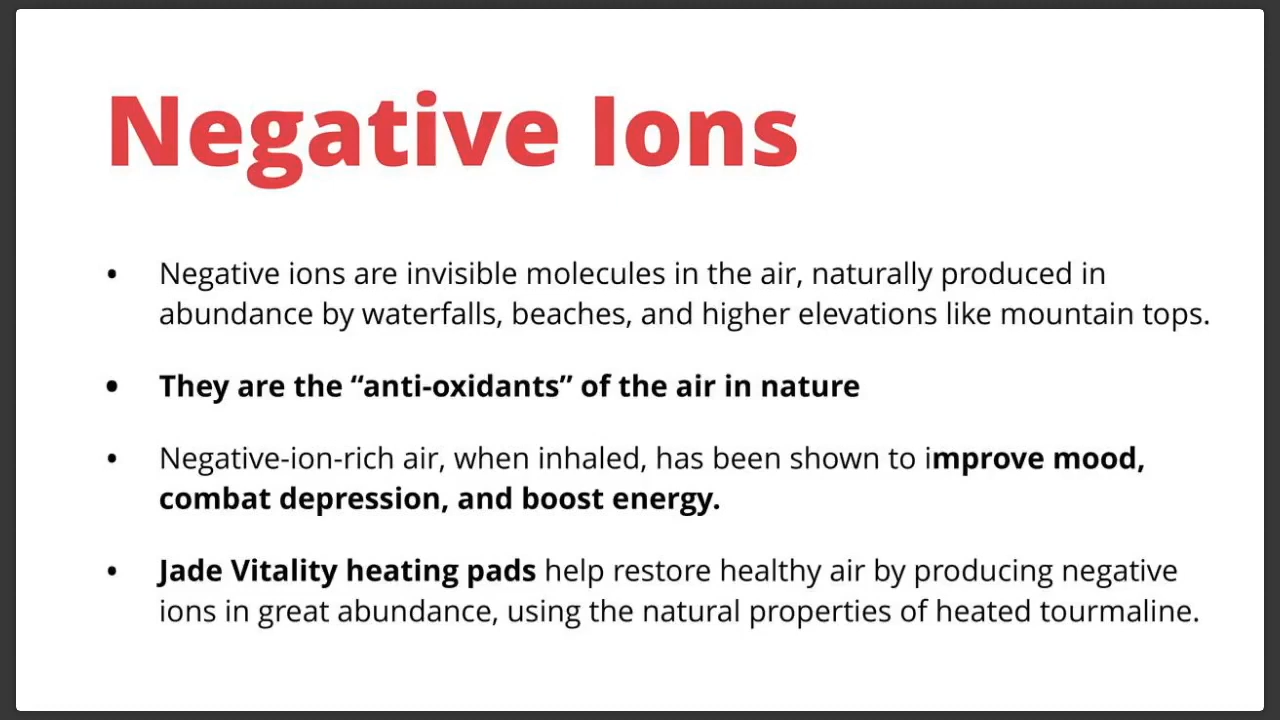 Negative Ions
• Negative ions are invisible molecules in the air, naturally produced in
abundance by waterfalls, beaches, and higher elevations like mountain tops.
• They are the “anti-oxidants” of the air in nature
• Negative-ion-rich air, when inhaled, has been shown to improve mood,
combat depression, and boost energy.
• Jade Vitality heating pads help restore healthy air by producing negative
ions in great abundance, using the natural properties of heated tourmaline.